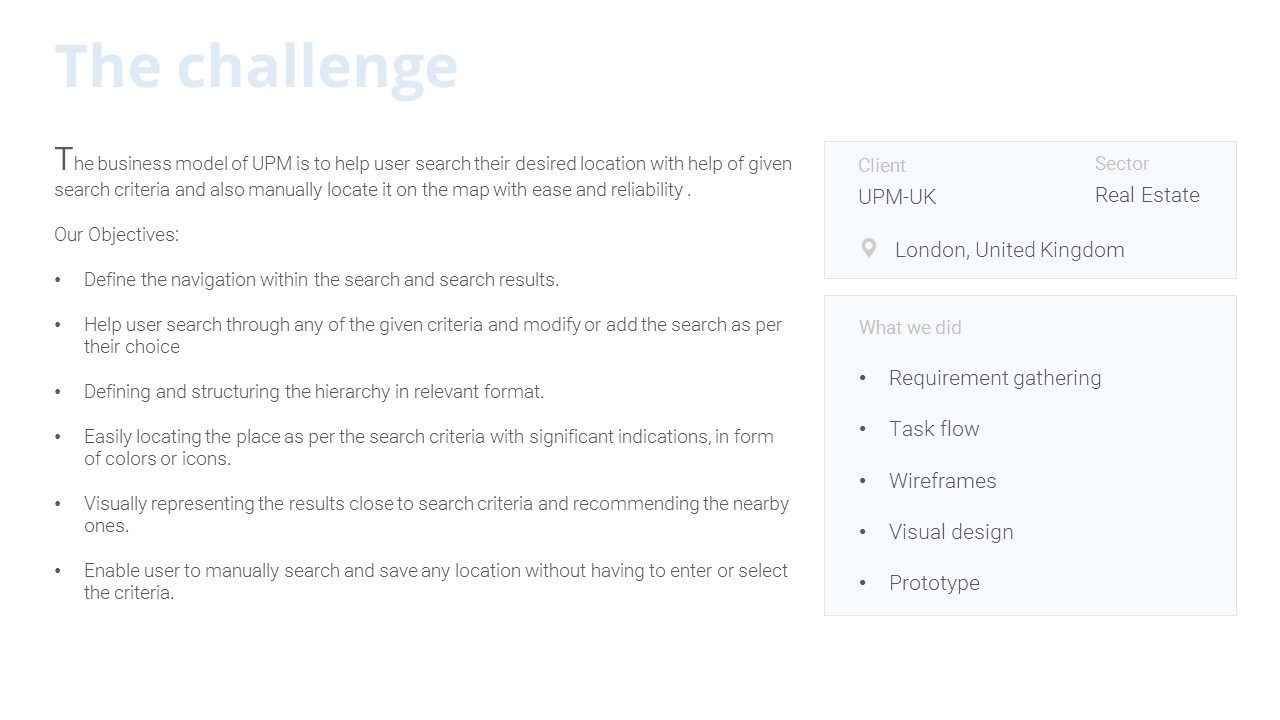 The challenge
The business model of UPM is to help user search their desired location with help of given
search criteria and also manually locate it on the map with ease and reliability .
Our Objectives:
• Define the navigation within the search and search results.
• Help user search through any of the given criteria and modify or add the search as per
their choice
• Defining and structuring the hierarchy in relevant format.
• Easily locating the place as per the search criteria with significant indications, in form
of colors or icons.
• Visually representing the results close to search criteria and recommending the nearby
ones.
• Enable user to manually search and save any location without having to enter or select
the criteria.
Client
UPM-UK
Sector
Real Estate
London, United Kingdom
What we did
• Requirement gathering
• Task flow
• Wireframes
• Visual design
• Prototype